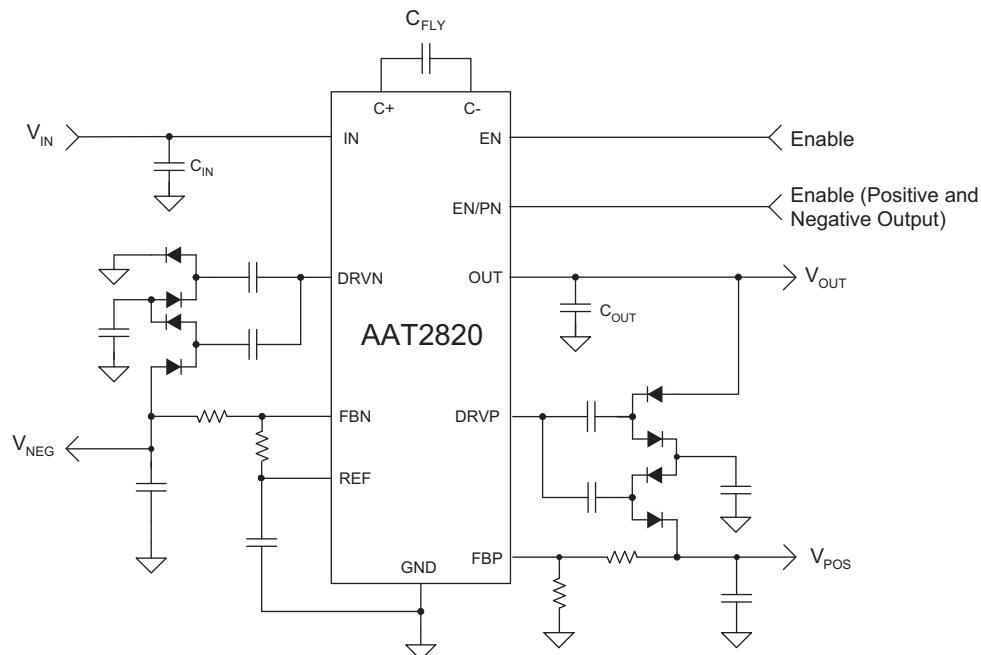 C_FLY
C+ C-
V_IN IN EN Enable
C_IN
EN/PN Enable (Positive and
Negative Output)
DRVN OUT V_OUT
C_OUT
AAT2820
FBN DRVP
V_NEG
REF
FBP V_POS
GND